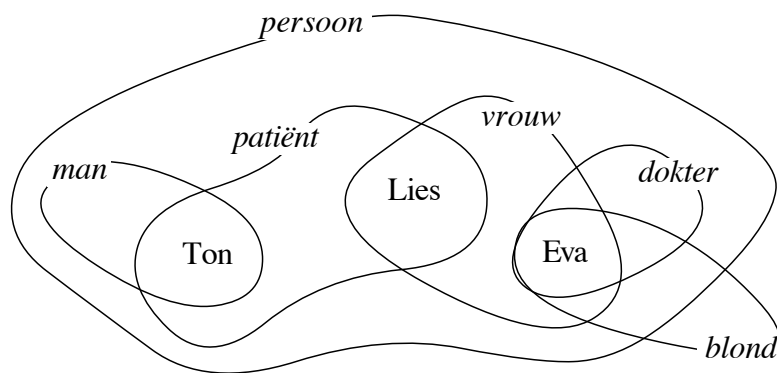 persoon
vrouw
patiënt
man
dokter
Lies
Ton
Eva
blond